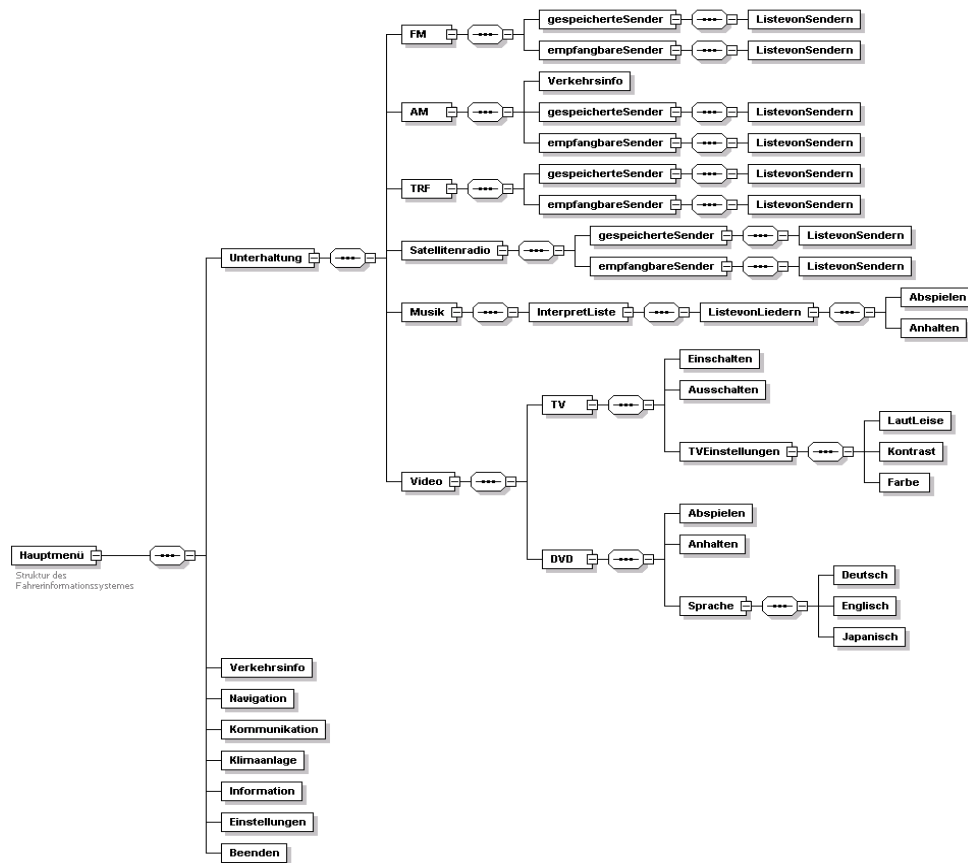 FM
gespeicherteSender
ListevonSendern
empfangbareSender
ListevonSendern
AM
Verkehrsinfo
gespeicherteSender
ListevonSendern
empfangbareSender
ListevonSendern
TRF
gespeicherteSender
ListevonSendern
empfangbareSender
ListevonSendern
Unterhaltung
Satellitenradio
gespeicherteSender
ListevonSendern
empfangbareSender
ListevonSendern
Musik
InterpretListe
ListevonLiedern
Abspielen
Anhalten
Video
TV
Einschalten
Ausschalten
TVEinstellungen
LautLeise
Kontrast
Farbe
DVD
Abspielen
Anhalten
Sprache
Deutsch
Englisch
Japanisch
Hauptmenü
Struktur des
Fahrerinformationssystemes
Verkehrsinfo
Navigation
Kommunikation
Klimaanlage
Information
Einstellungen
Beenden